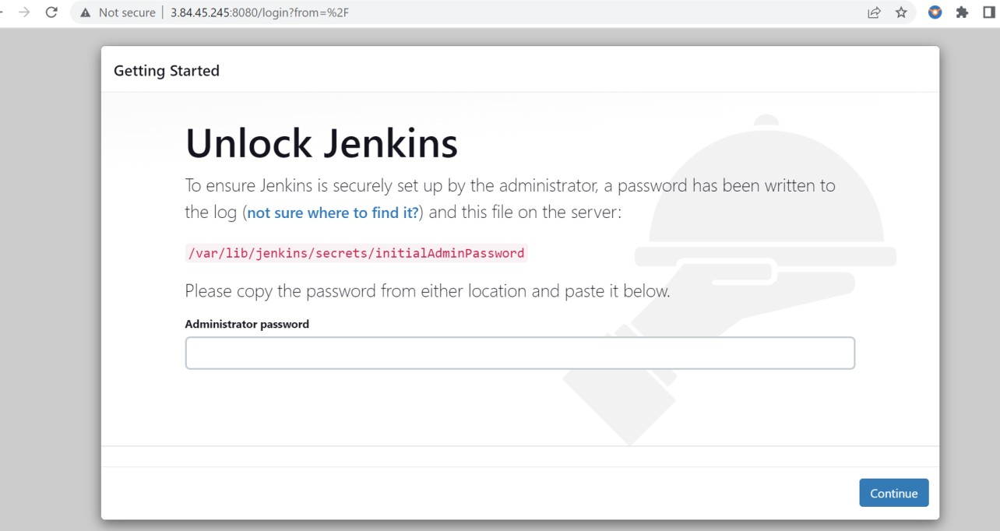 Not secure | 3.84.45.245:8080/login?from=%2F
Getting Started
Unlock Jenkins
To ensure Jenkins is securely set up by the administrator, a password has been written to
the log (not sure where to find it?) and this file on the server:
/var/lib/jenkins/secrets/initialAdminPassword
Please copy the password from either location and paste it below.
Administrator password
Continue